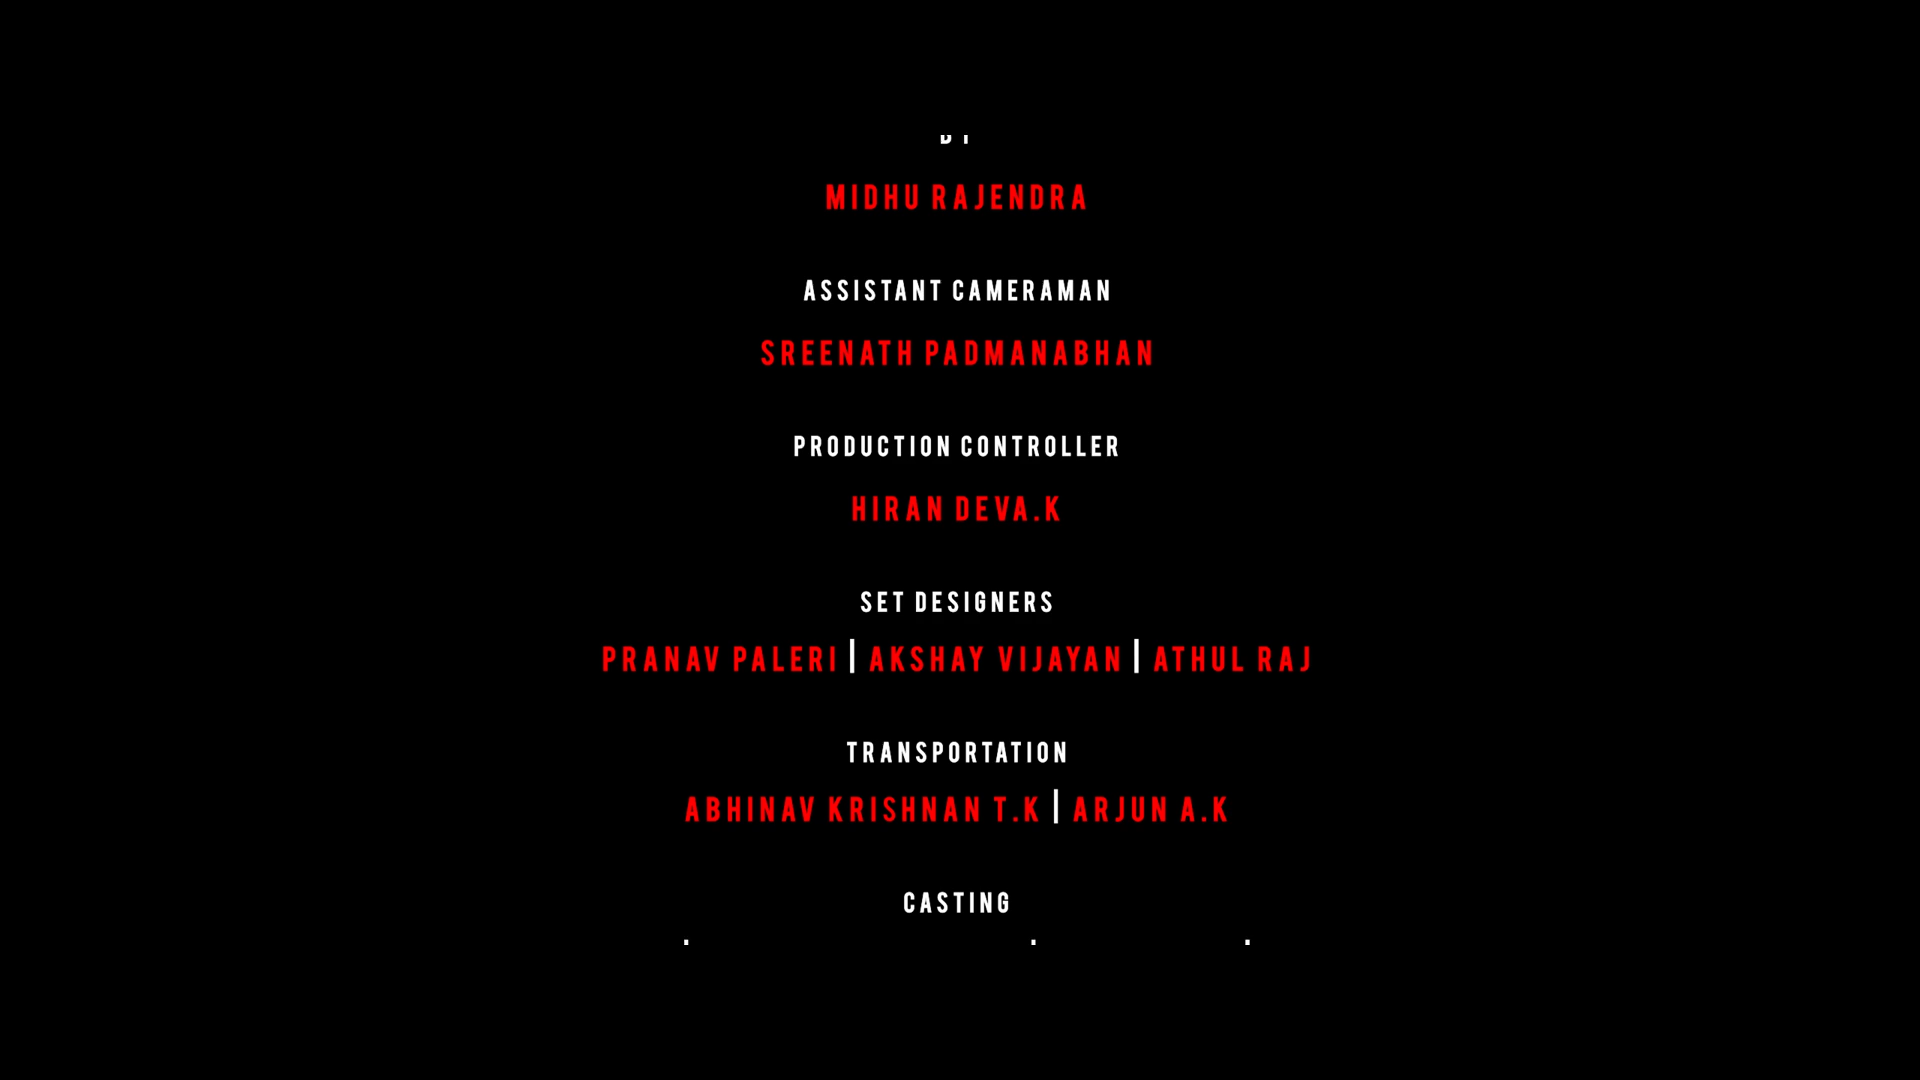 BY
MIDHU RAJENDRA
ASSISTANT CAMERAMAN
SREENATH PADMANABHAN
PRODUCTION CONTROLLER
HIRAN DEVA.K
SET DESIGNERS
PRANAV PALERI | AKSHAY VIJAYAN | ATHUL RAJ
TRANSPORTATION
ABHINAV KRISHNAN T.K | ARJUN A.K
CASTING